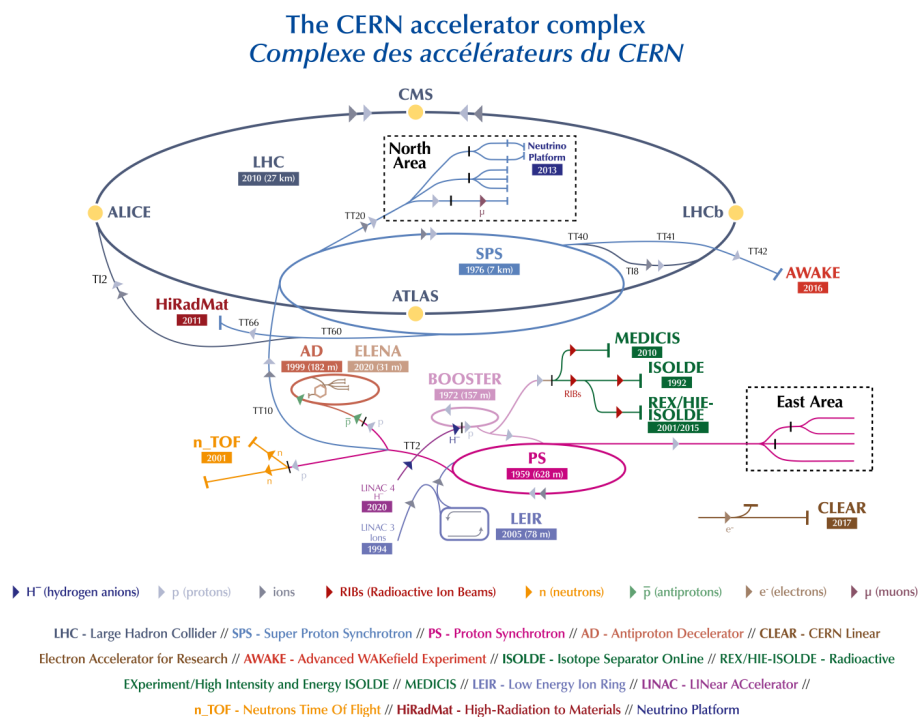 The CERN accelerator complex
Complexe des accélérateurs du CERN
CMS
North
Area
Neutrino
Platform
2013
LHC
2010 (27 km)
μ
ALICE
LHCb
TT20
TT40
TT41
TT42
SPS
1976 (7 km)
TI8
TI2
AWAKE
2016
HiRadMat
2011
ATLAS
TT66
TT60
MEDICIS
2010
AD
1999 (182 m)
ELENA
2020 (31 m)
ISOLDE
1992
BOOSTER
1972 (157 m)
RIBs
REX/HIE-
ISOLDE
2001/2015
East Area
TT10
p̅
p
TT2
H⁻
p
n_TOF
2001
n
n
p
PS
1959 (628 m)
LINAC 4
H⁻
2020
LINAC 3
Ions
1994
LEIR
2005 (78 m)
CLEAR
2017
e⁻
H⁻ (hydrogen anions)
p (protons)
ions
RIBs (Radioactive Ion Beams)
n (neutrons)
p̅ (antiprotons)
e⁻ (electrons)
μ (muons)
LHC - Large Hadron Collider // SPS - Super Proton Synchrotron // PS - Proton Synchrotron // AD - Antiproton Decelerator // CLEAR - CERN Linear
Electron Accelerator for Research // AWAKE - Advanced WAKefield Experiment // ISOLDE - Isotope Separator OnLine // REX/HIE-ISOLDE - Radioactive
EXperiment/High Intensity and Energy ISOLDE // MEDICIS // LEIR - Low Energy Ion Ring // LINAC - LINear ACcelerator //
n_TOF - Neutrons Time Of Flight // HiRadMat - High-Radiation to Materials // Neutrino Platform